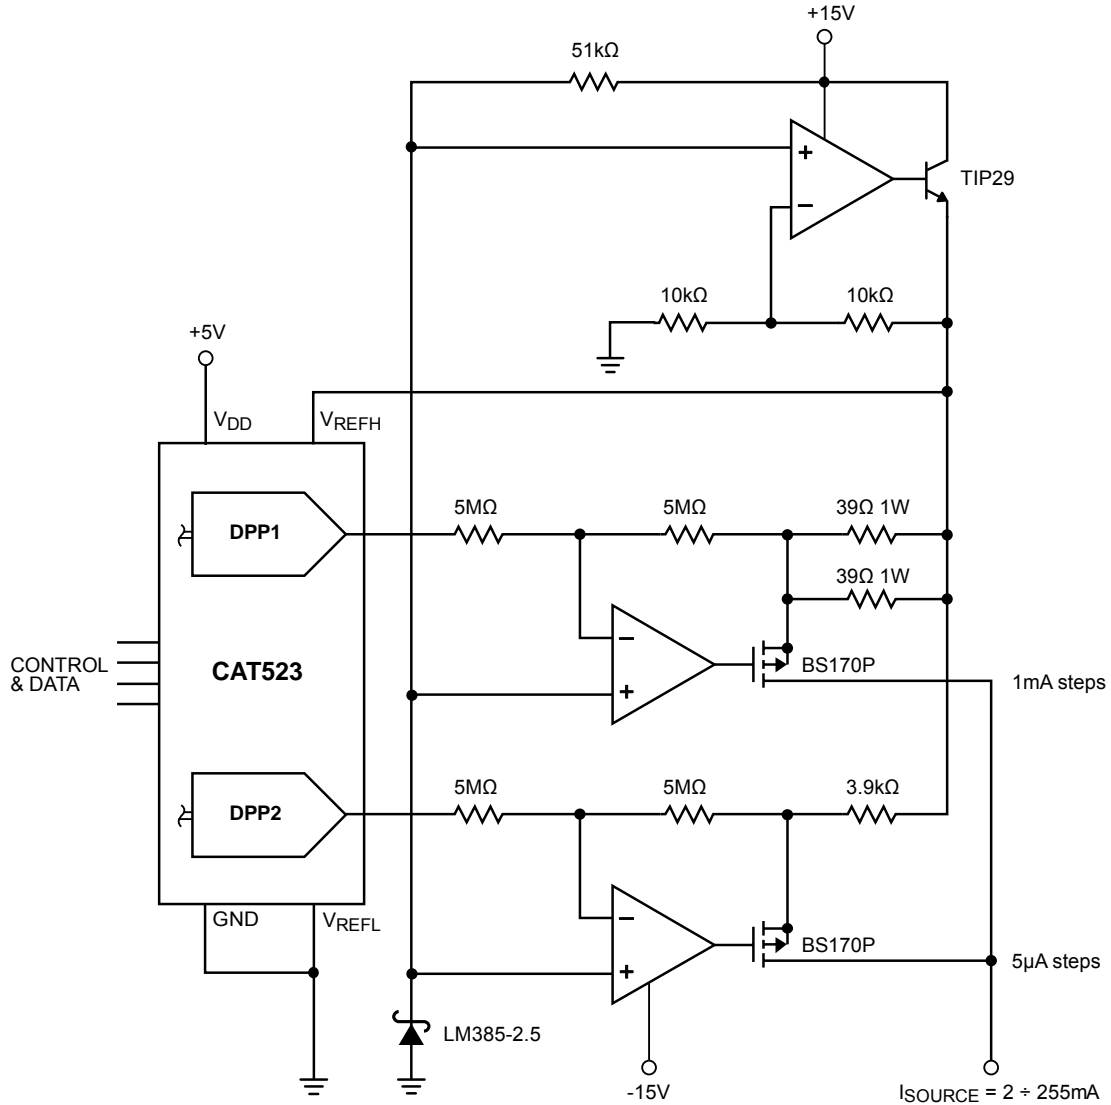 +15V
51kΩ
+
−
TIP29
10kΩ
10kΩ
+5V
VDD
VREFH
DPP1
5MΩ
5MΩ
39Ω 1W
39Ω 1W
−
+
BS170P
CONTROL
& DATA
CAT523
1mA steps
DPP2
5MΩ
5MΩ
3.9kΩ
−
+
BS170P
GND
VREFL
5µA steps
LM385-2.5
-15V
ISOURCE = 2 ÷ 255mA